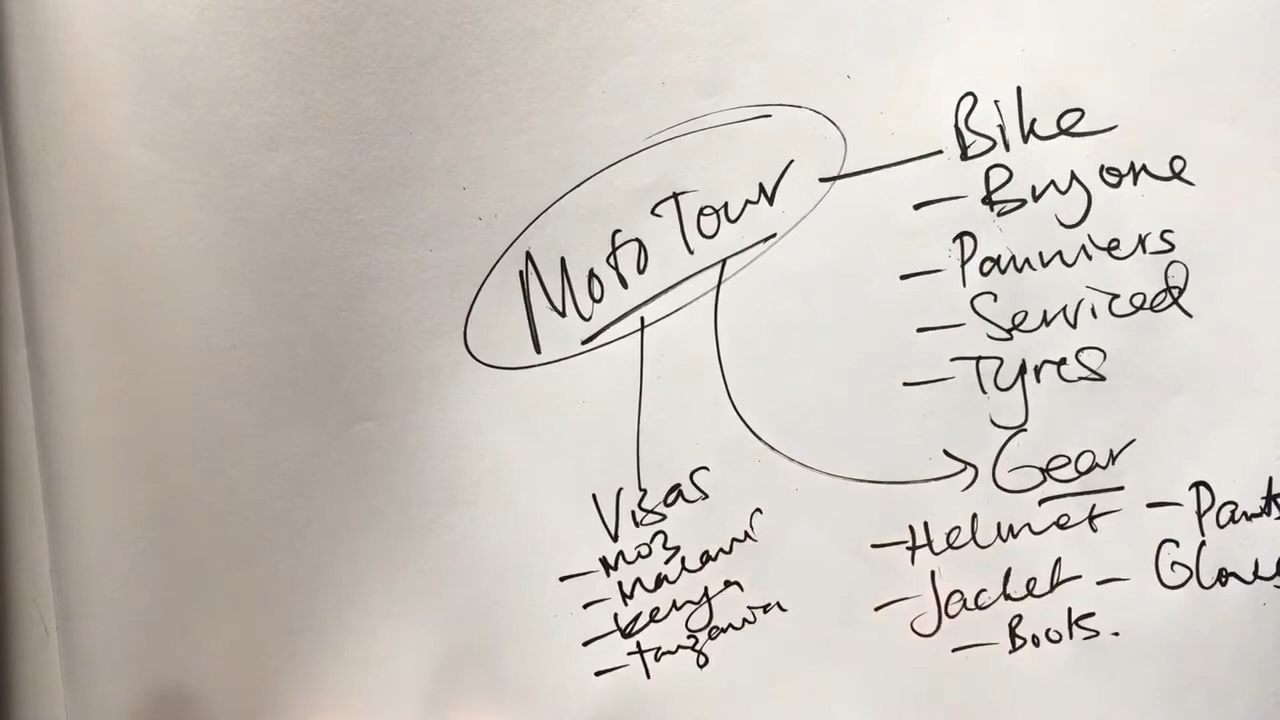 Moto Tour
Bike
- Buy one
- Panniers
- Serviced
- Tyres
Gear
- Helmet - Pants
- Jacket - Gloves
- Boots.
Visas
- Moz
- Malawi
- Kenya
- Tanzania